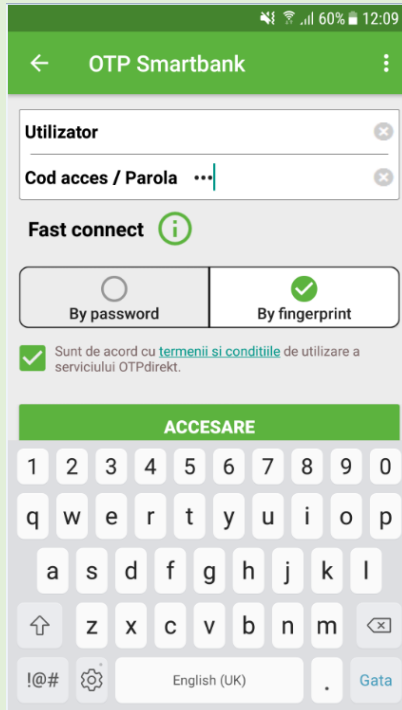 60% 12:09
OTP Smartbank
Utilizator
Cod acces / Parola •••
Fast connect i
By password By fingerprint
Sunt de acord cu termenii si conditiile de utilizare a
serviciului OTPdirekt.
ACCESARE
1 2 3 4 5 6 7 8 9 0
q w e r t y u i o p
a s d f g h j k l
z x c v b n m
!@# English (UK) . Gata